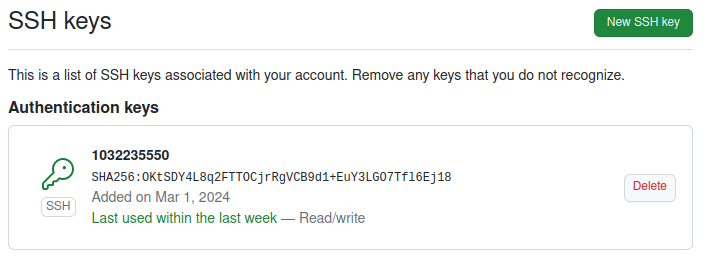 SSH keys
New SSH key
This is a list of SSH keys associated with your account. Remove any keys that you do not recognize.
Authentication keys
1032235550
SHA256:OKtSDY4L8q2FTTOCjrRgVCB9d1+EuY3LGO7Tfl6Ej18
Added on Mar 1, 2024
Last used within the last week — Read/write
SSH
Delete